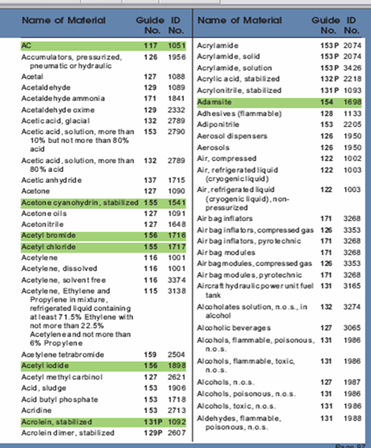 Name of Material Guide No. ID No.
AC 117 1051
Accumulators, pressurized, 126 1956
pneumatic or hydraulic
Acetal 127 1088
Acetaldehyde 129 1089
Acetaldehyde ammonia 171 1841
Acetaldehyde oxime 129 2332
Acetic acid, glacial 132 2789
Acetic acid, solution, more than 153 2790
10% but not more than 80%
acid
Acetic acid, solution, more than 132 2789
80% acid
Acetic anhydride 137 1715
Acetone 127 1090
Acetone cyanohydrin, stabilized 155 1541
Acetone oils 127 1091
Acetonitrile 127 1648
Acetyl bromide 156 1716
Acetyl chloride 155 1717
Acetylene 116 1001
Acetylene, dissolved 116 1001
Acetylene, solvent free 116 3374
Acetylene, Ethylene and 115 3138
Propylene in mixture,
refrigerated liquid containing
at least 71.5% Ethylene with
not more than 22.5%
Acetylene and not more than
6% Propylene
Acetylene tetrabromide 159 2504
Acetyl iodide 156 1898
Acetyl methyl carbinol 127 2621
Acid, sludge 153 1906
Acid butyl phosphate 153 1718
Acridine 153 2713
Acrolein, stabilized 131P 1092
Acrolein dimer, stabilized 129P 2607
Name of Material Guide No. ID No.
Acrylamide 153P 2074
Acrylamide, solid 153P 2074
Acrylamide, solution 153P 3426
Acrylic acid, stabilized 132P 2218
Acrylonitrile, stabilized 131P 1093
Adamsite 154 1698
Adhesives (flammable) 128 1133
Adiponitrile 153 2205
Aerosol dispensers 126 1950
Aerosols 126 1950
Air, compressed 122 1002
Air, refrigerated liquid 122 1003
(cryogenic liquid)
Air, refrigerated liquid 122 1003
(cryogenic liquid), non-
pressurized
Air bag inflators 171 3268
Air bag inflators, compressed gas 126 3353
Air bag inflators, pyrotechnic 171 3268
Air bag modules 171 3268
Air bag modules, compressed gas 126 3353
Air bag modules, pyrotechnic 171 3268
Aircraft hydraulic power unit fuel 131 3165
tank
Alcoholates solution, n.o.s., in 132 3274
alcohol
Alcoholic beverages 127 3065
Alcohols, flammable, poisonous, 131 1986
n.o.s.
Alcohols, flammable, toxic, 131 1986
n.o.s.
Alcohols, n.o.s. 127 1987
Alcohols, poisonous, n.o.s. 131 1986
Alcohols, toxic, n.o.s. 131 1986
Aldehydes, flammable, 131 1988
poisonous, n.o.s.